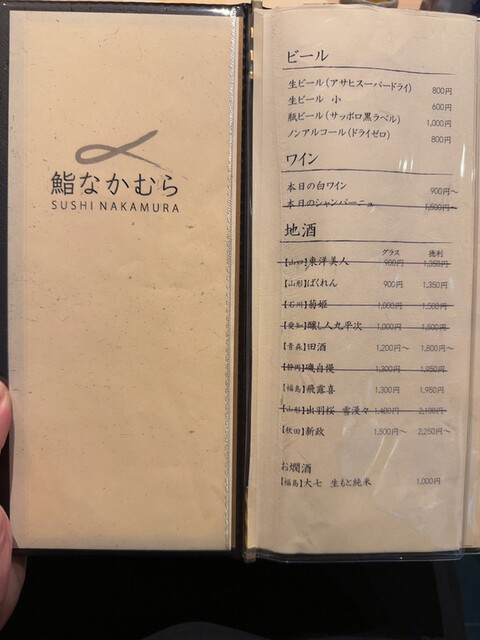 鮨なかむら
SUSHI NAKAMURA
ビール
生ビール(アサヒスーパードライ) 800円
生ビール 小 600円
瓶ビール(サッポロ黒ラベル) 1,000円
ノンアルコール(ドライゼロ) 800円
ワイン
本日の白ワイン 900円~
本日のシャンパーニュ 1,500円~
地酒
グラス 徳利
【山口】東洋美人 900円 1,350円
【山形】ばくれん 900円 1,350円
【石川】菊姫 1,000円 1,500円
【愛知】醸し人九平次 1,000円 1,500円
【青森】田酒 1,200円~ 1,800円~
【静岡】磯自慢 1,300円 1,950円
【福島】飛露喜 1,300円 1,950円
【山形】出羽桜 雪漫々 1,400円 2,100円
【秋田】新政 1,500円~ 2,250円~
お燗酒
【福島】大七 生もと純米 1,000円